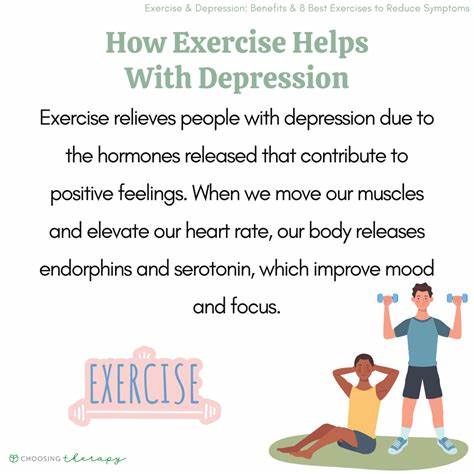 Exercise & Depression: Benefits & 8 Best Exercises to Reduce Symptoms
How Exercise Helps
With Depression
Exercise relieves people with depression due to
the hormones released that contribute to
positive feelings. When we move our muscles
and elevate our heart rate, our body releases
endorphins and serotonin, which improve mood
and focus.
EXERCISE
CHOOSING therapy